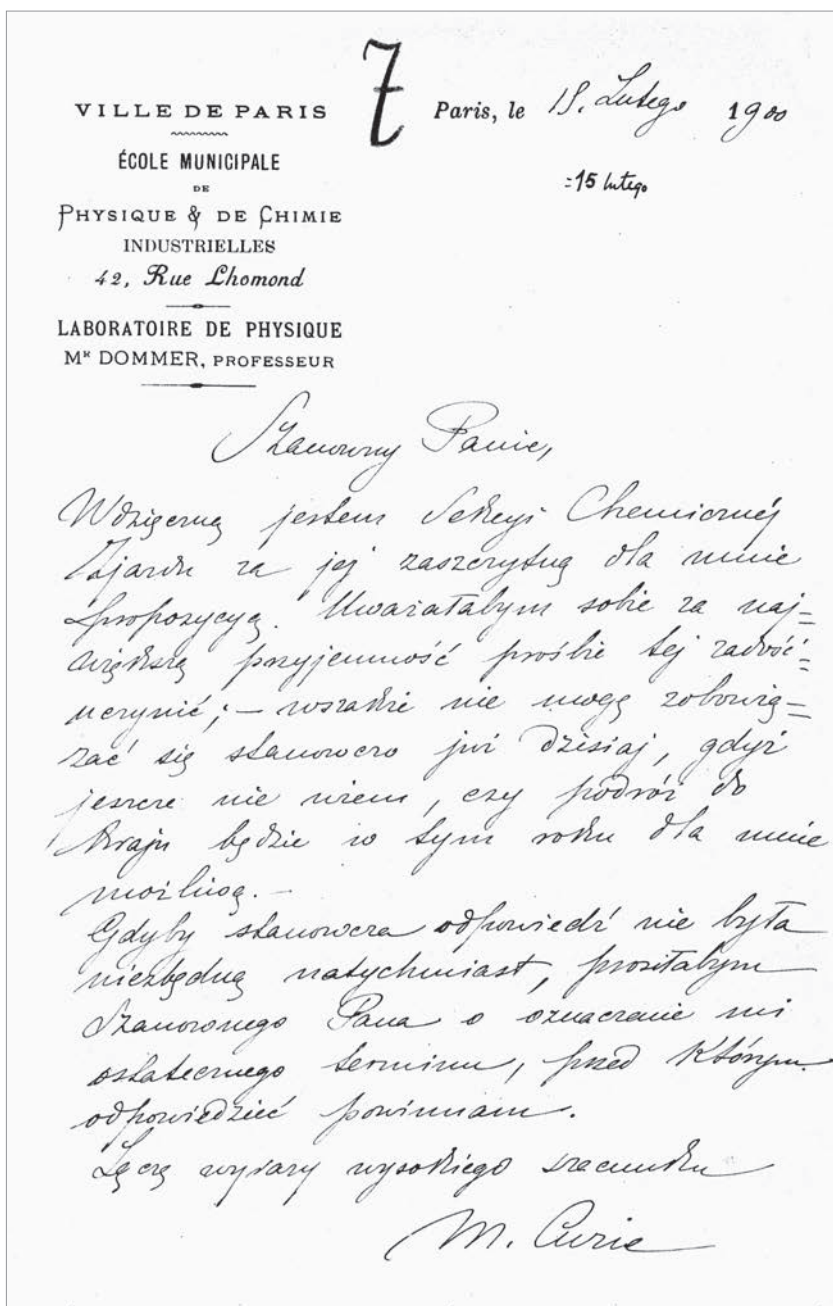 7
VILLE DE PARIS
ÉCOLE MUNICIPALE
DE
PHYSIQUE & DE CHIMIE
INDUSTRIELLES
42, Rue Lhomond
LABORATOIRE DE PHYSIQUE
Mʀ DOMMER, PROFESSEUR
Paris, le 15. Lutego 1900
=15 lutego
Szanowny Panie,
Wdzięczną jestem Sekcyi Chemicznéj
Zjazdu za jej zaszczytną dla mnie
propozycyą. Uważałabym sobie za naj=
większą przyjemność prośbie tej zadość=
uczynić; – wszakże nie mogę zobowią=
zać się stanowczo już dzisiaj, gdyż
jeszcze nie wiem, czy podróż do
kraju będzie w tym roku dla mnie
możliwą. –
Gdyby stanowcza odpowiedź nie była
niezbędną natychmiast, prosiłabym
Szanownego Pana o oznaczenie mi
ostatecznego terminu, przed którym
odpowiedzieć powinnam.
Łączę wyrazy wysokiego szacunku
M. Curie